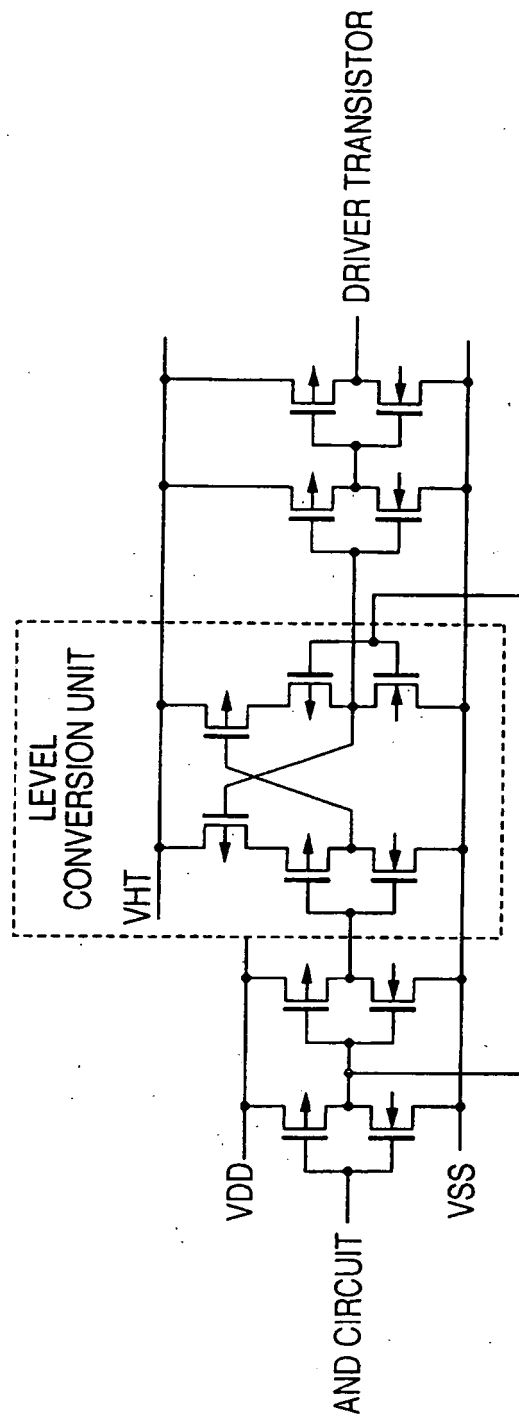 LEVEL
CONVERSION UNIT
VHT
VDD
VSS
AND CIRCUIT
DRIVER TRANSISTOR